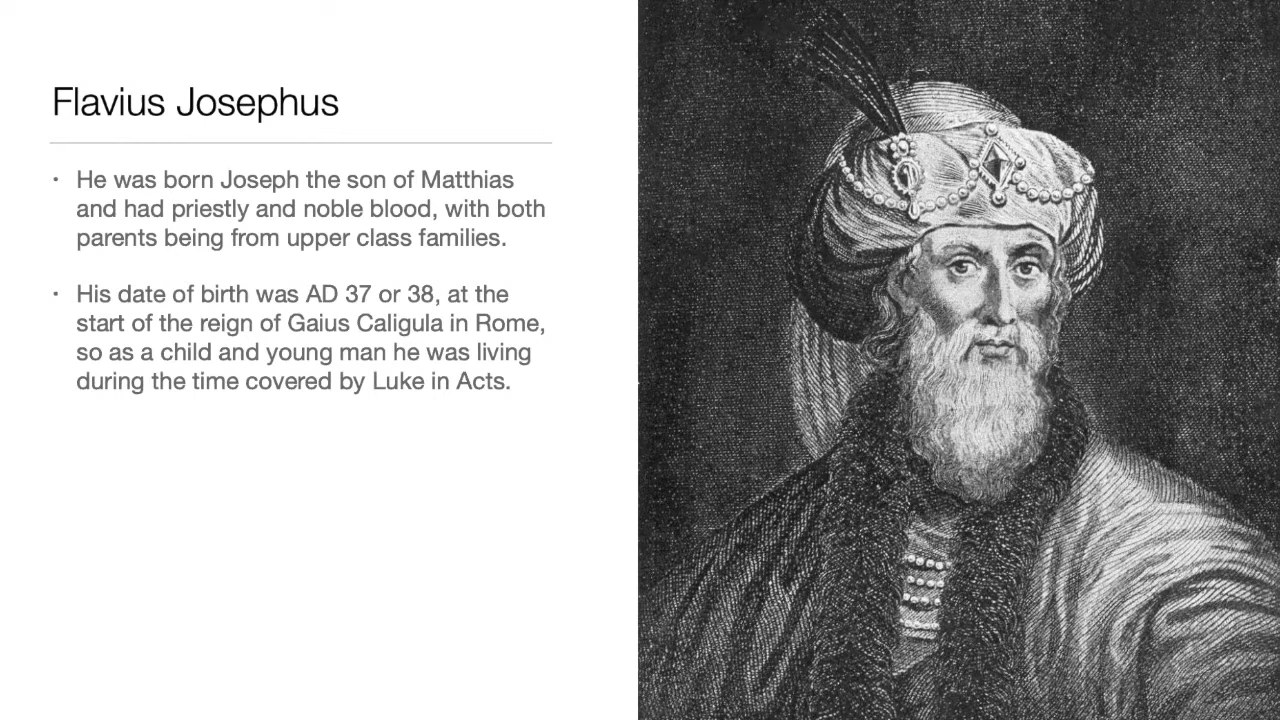 Flavius Josephus
• He was born Joseph the son of Matthias
and had priestly and noble blood, with both
parents being from upper class families.
• His date of birth was AD 37 or 38, at the
start of the reign of Gaius Caligula in Rome,
so as a child and young man he was living
during the time covered by Luke in Acts.